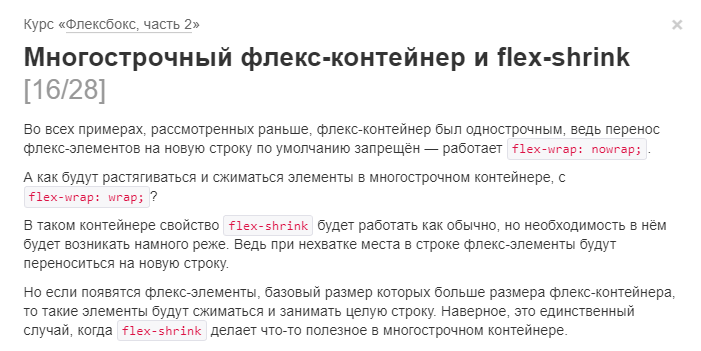 Курс «Флексбокс, часть 2»
×
Многострочный флекс-контейнер и flex-shrink
[16/28]
Во всех примерах, рассмотренных раньше, флекс-контейнер был однострочным, ведь перенос
флекс-элементов на новую строку по умолчанию запрещён — работает flex-wrap: nowrap; .
А как будут растягиваться и сжиматься элементы в многострочном контейнере, с
flex-wrap: wrap; ?
В таком контейнере свойство flex-shrink будет работать как обычно, но необходимость в нём
будет возникать намного реже. Ведь при нехватке места в строке флекс-элементы будут
переноситься на новую строку.
Но если появятся флекс-элементы, базовый размер которых больше размера флекс-контейнера,
то такие элементы будут сжиматься и занимать целую строку. Наверное, это единственный
случай, когда flex-shrink делает что-то полезное в многострочном контейнере.